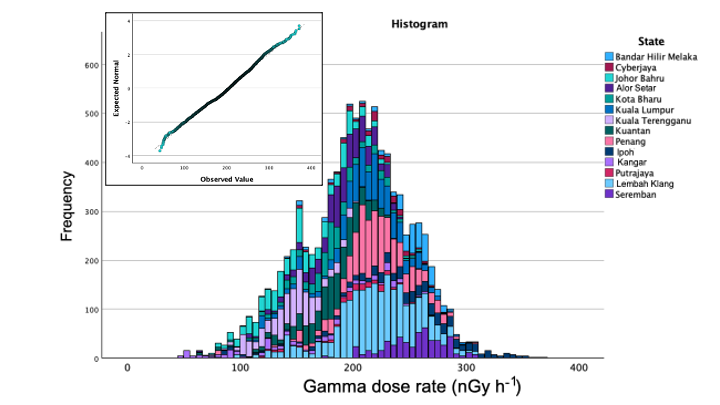 Histogram
4
2
0
-2
-4
Expected Normal
0
100
200
300
400
Observed Value
600
500
400
300
200
100
0
Frequency
0
100
200
300
400
Gamma dose rate (nGy h-1)
State
Bandar Hilir Melaka
Cyberjaya
Johor Bahru
Alor Setar
Kota Bharu
Kuala Lumpur
Kuala Terengganu
Kuantan
Penang
Ipoh
Kangar
Putrajaya
Lembah Klang
Seremban